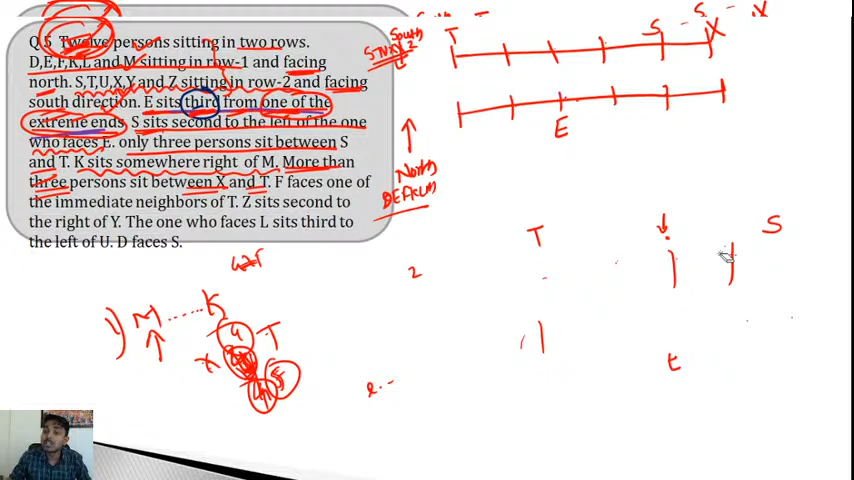 Q.5 Twelve persons sitting in two rows.
D,E,F,K,L and M sitting in row-1 and facing
north. S,T,U,X,Y and Z sitting in row-2 and facing
south direction. E sits third from one of the
extreme ends. S sits second to the left of the one
who faces E. only three persons sit between S
and T. K sits somewhere right of M. More than
three persons sit between X and T. F faces one of
the immediate neighbors of T. Z sits second to
the right of Y. The one who faces L sits third to
the left of U. D faces S.
South
T
S
X
E
North
DEFKLM
T
S
2
1) M ...... K
4
T
X
t